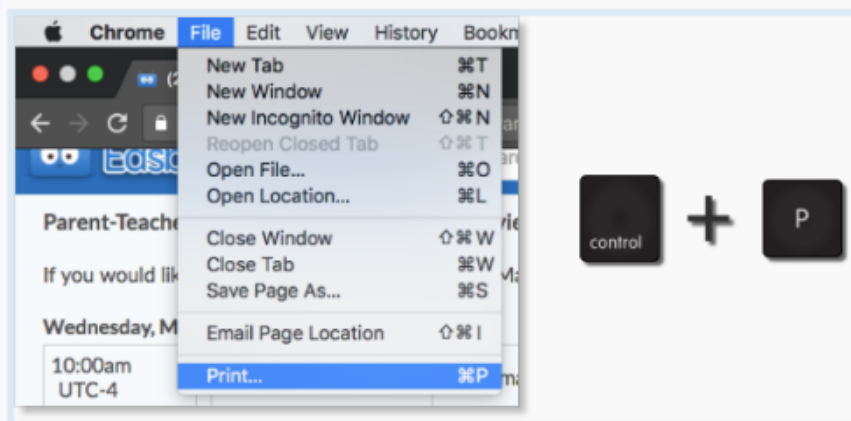 Chrome File Edit View History
New Tab ⌘T
New Window ⌘N
New Incognito Window ⇧⌘N
Reopen Closed Tab ⇧⌘T
Open File... ⌘O
Open Location... ⌘L
Parent-Teache
Close Window ⇧⌘W
Close Tab ⌘W
If you would lik
Save Page As... ⌘S
Wednesday, M
Email Page Location ⇧⌘I
10:00am
UTC-4
Print... ⌘P
control + P